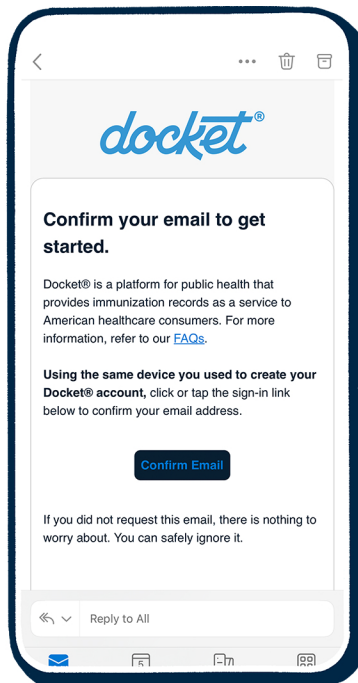 docket®
Confirm your email to get
started.
Docket® is a platform for public health that
provides immunization records as a service to
American healthcare consumers. For more
information, refer to our FAQs.
Using the same device you used to create your
Docket® account, click or tap the sign-in link
below to confirm your email address.
Confirm Email
If you did not request this email, there is nothing to
worry about. You can safely ignore it.
Reply to All
5